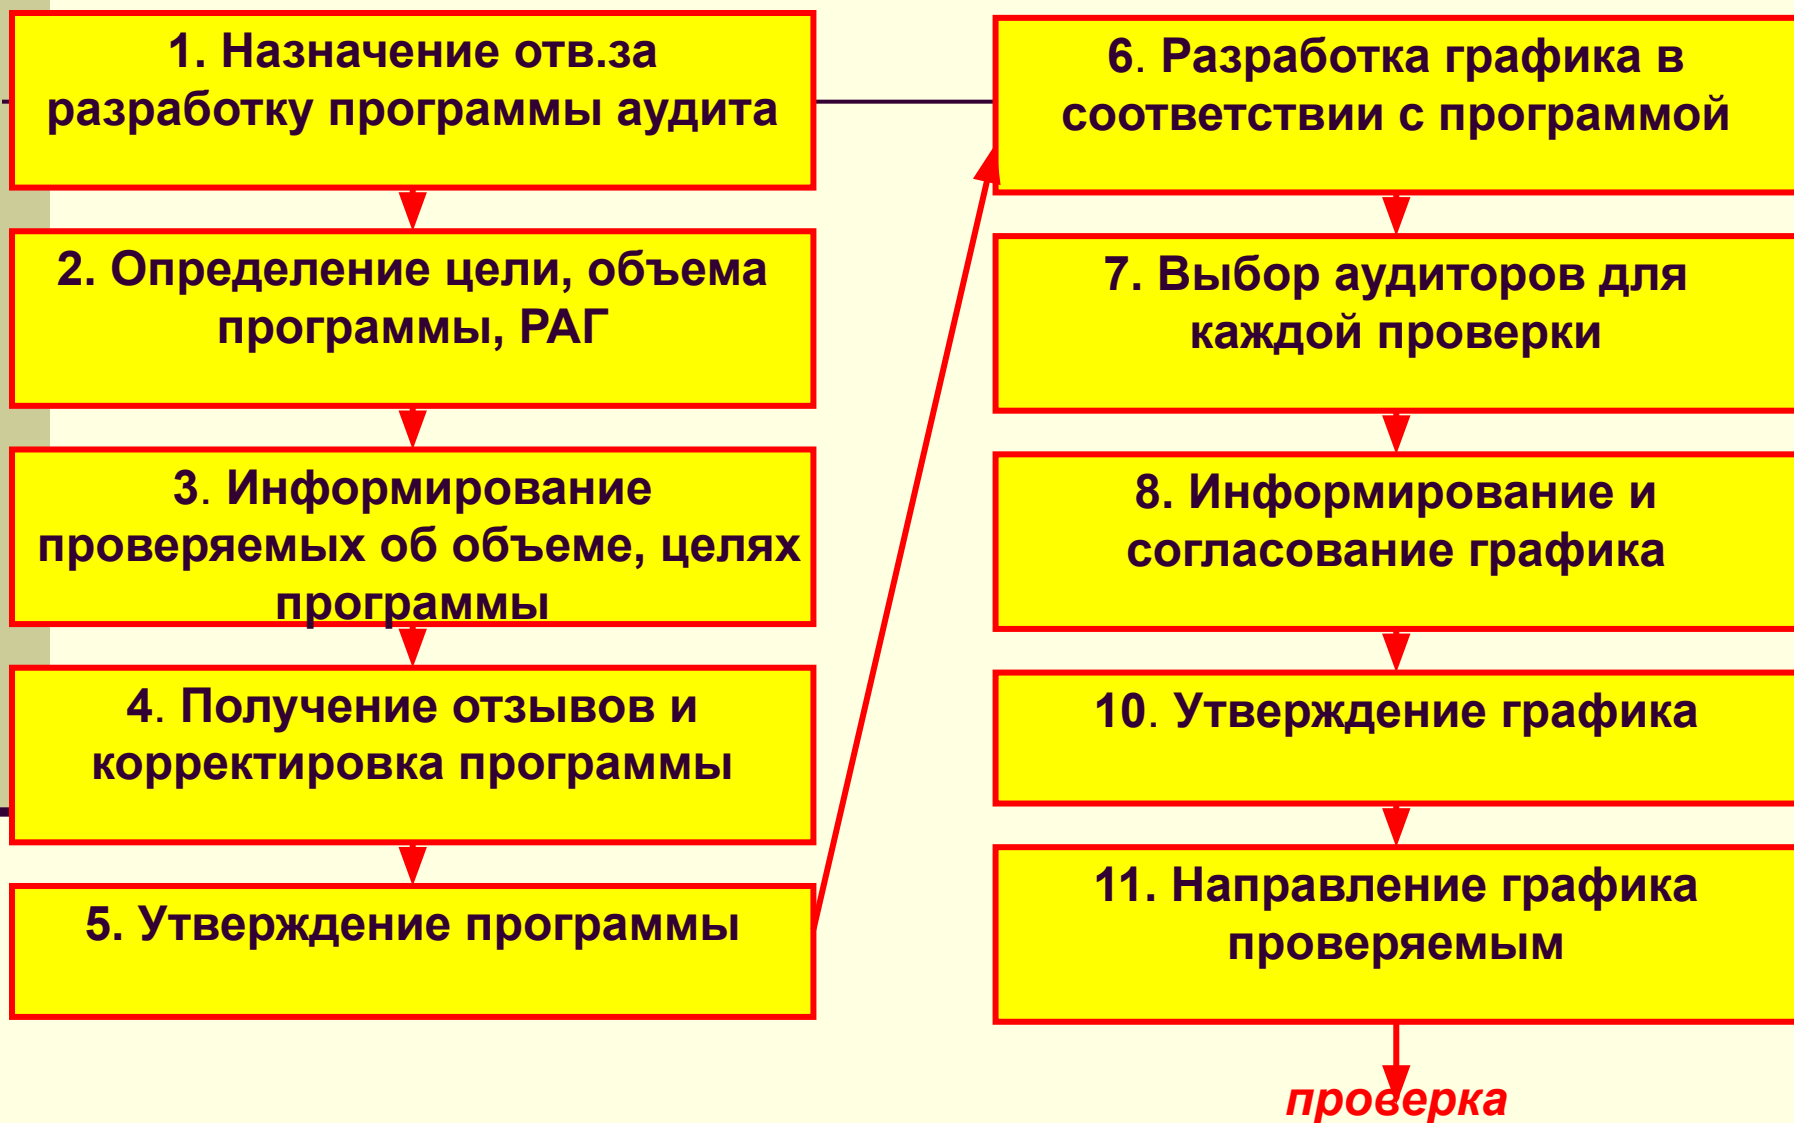 1. Назначение отв.за
разработку программы аудита
2. Определение цели, объема
программы, РАГ
3. Информирование
проверяемых об объеме, целях
программы
4. Получение отзывов и
корректировка программы
5. Утверждение программы
6. Разработка графика в
соответствии с программой
7. Выбор аудиторов для
каждой проверки
8. Информирование и
согласование графика
10. Утверждение графика
11. Направление графика
проверяемым
проверка